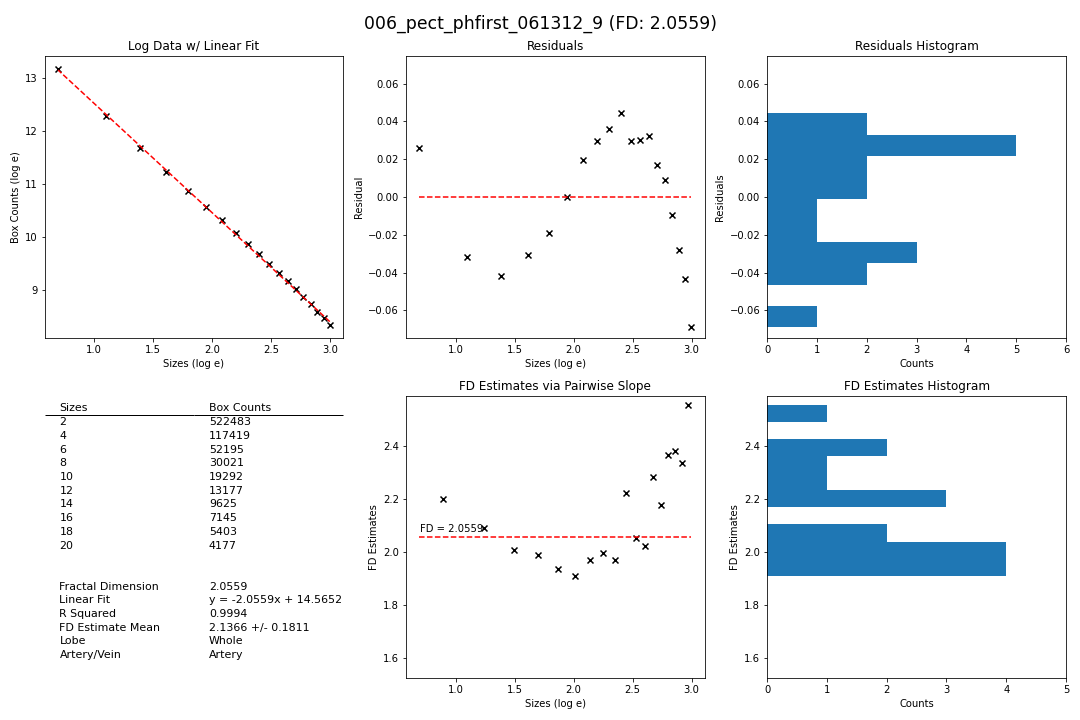 006_pect_phfirst_061312_9 (FD: 2.0559)
Log Data w/ Linear Fit
Box Counts (log e)
13
12
11
10
9
1.0 1.5 2.0 2.5 3.0
Sizes (log e)
Residuals
Residual
0.06
0.04
0.02
0.00
−0.02
−0.04
−0.06
1.0 1.5 2.0 2.5 3.0
Sizes (log e)
Residuals Histogram
Residuals
0.06
0.04
0.02
0.00
−0.02
−0.04
−0.06
0 1 2 3 4 5 6
Counts
Sizes Box Counts
2 522483
4 117419
6 52195
8 30021
10 19292
12 13177
14 9625
16 7145
18 5403
20 4177
Fractal Dimension 2.0559
Linear Fit y = -2.0559x + 14.5652
R Squared 0.9994
FD Estimate Mean 2.1366 +/- 0.1811
Lobe Whole
Artery/Vein Artery
FD Estimates via Pairwise Slope
FD Estimates
2.4
2.2
2.0
1.8
1.6
FD = 2.0559
1.0 1.5 2.0 2.5 3.0
Sizes (log e)
FD Estimates Histogram
FD Estimates
2.4
2.2
2.0
1.8
1.6
0 1 2 3 4 5
Counts